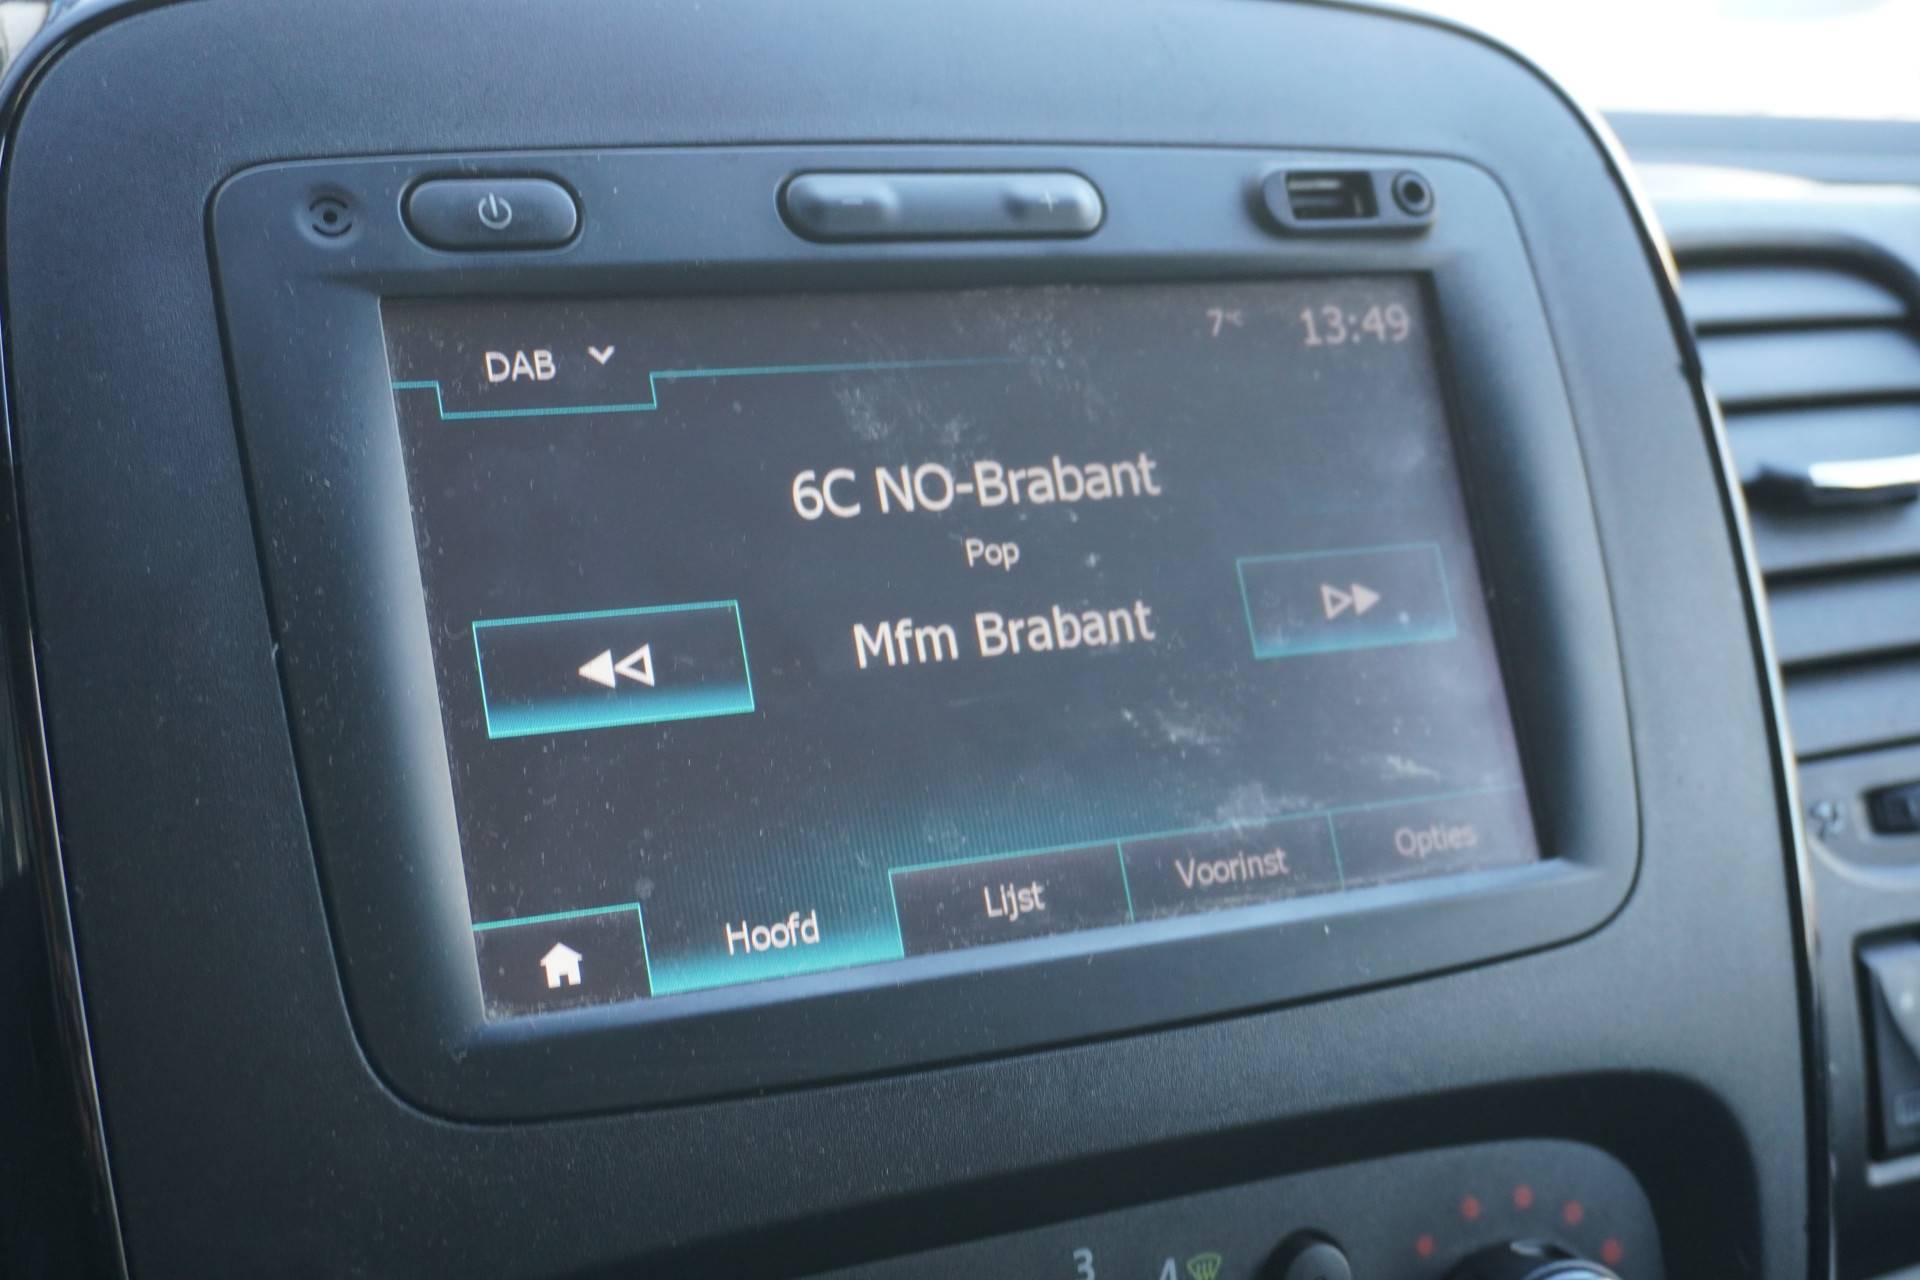 7°C 13:49
DAB
6C NO-Brabant
Pop
Mfm Brabant
Hoofd Lijst Voorinst Opties
3 4